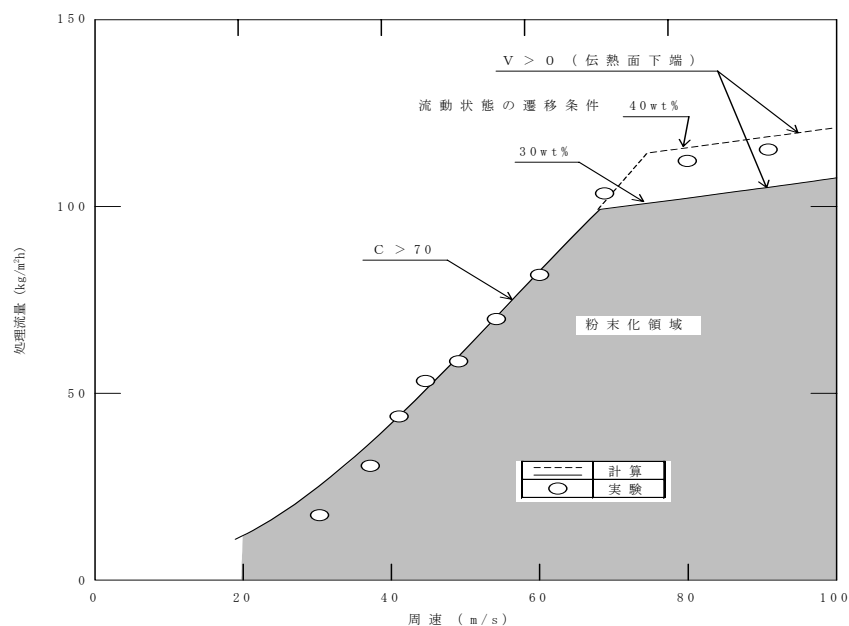 150
V > 0 (伝熱面下端)
流動状態の遷移条件 40wt%
30wt%
100
C > 70
処理流量 (kg/m²h)
粉末化領域
50
計算
実験
0
0 20 40 60 80 100
周速 (m/s)